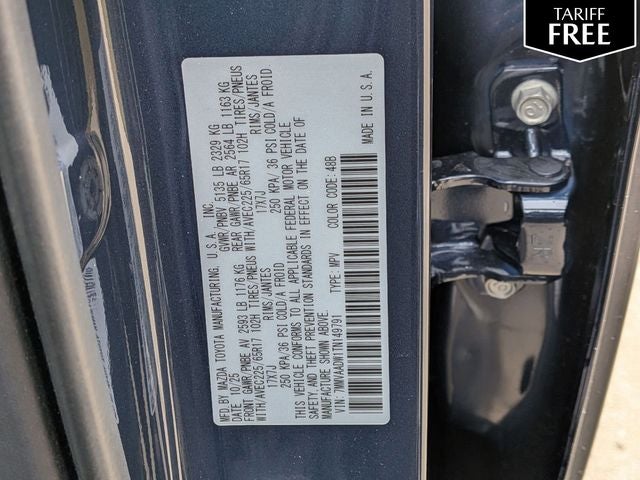 TARIFF
FREE
MFD BY MAZDA TOYOTA MANUFACTURING, U.S.A., INC.
DATE: 10/25 GVWR/PNBV 5135 LB 2329 KG
FRONT GAWR/PNBE AV 2593 LB 1176 KG REAR GAWR/PNBE AR 2564 LB 1163 KG
WITH/AVEC225/65R17 102H TIRES/PNEUS WITH/AVEC225/65R17 102H TIRES/PNEUS
17X7J RIMS/JANTES 17X7J RIMS/JANTES
250 KPA/36 PSI COLD/A FROID 250 KPA/36 PSI COLD/A FROID
THIS VEHICLE CONFORMS TO ALL APPLICABLE FEDERAL MOTOR VEHICLE
SAFETY AND THEFT PREVENTION STANDARDS IN EFFECT ON THE DATE OF
MANUFACTURE SHOWN ABOVE.
VIN: 7MMVAADW1TN149791 TYPE: MPV COLOR CODE: 4BB MADE IN U.S.A.